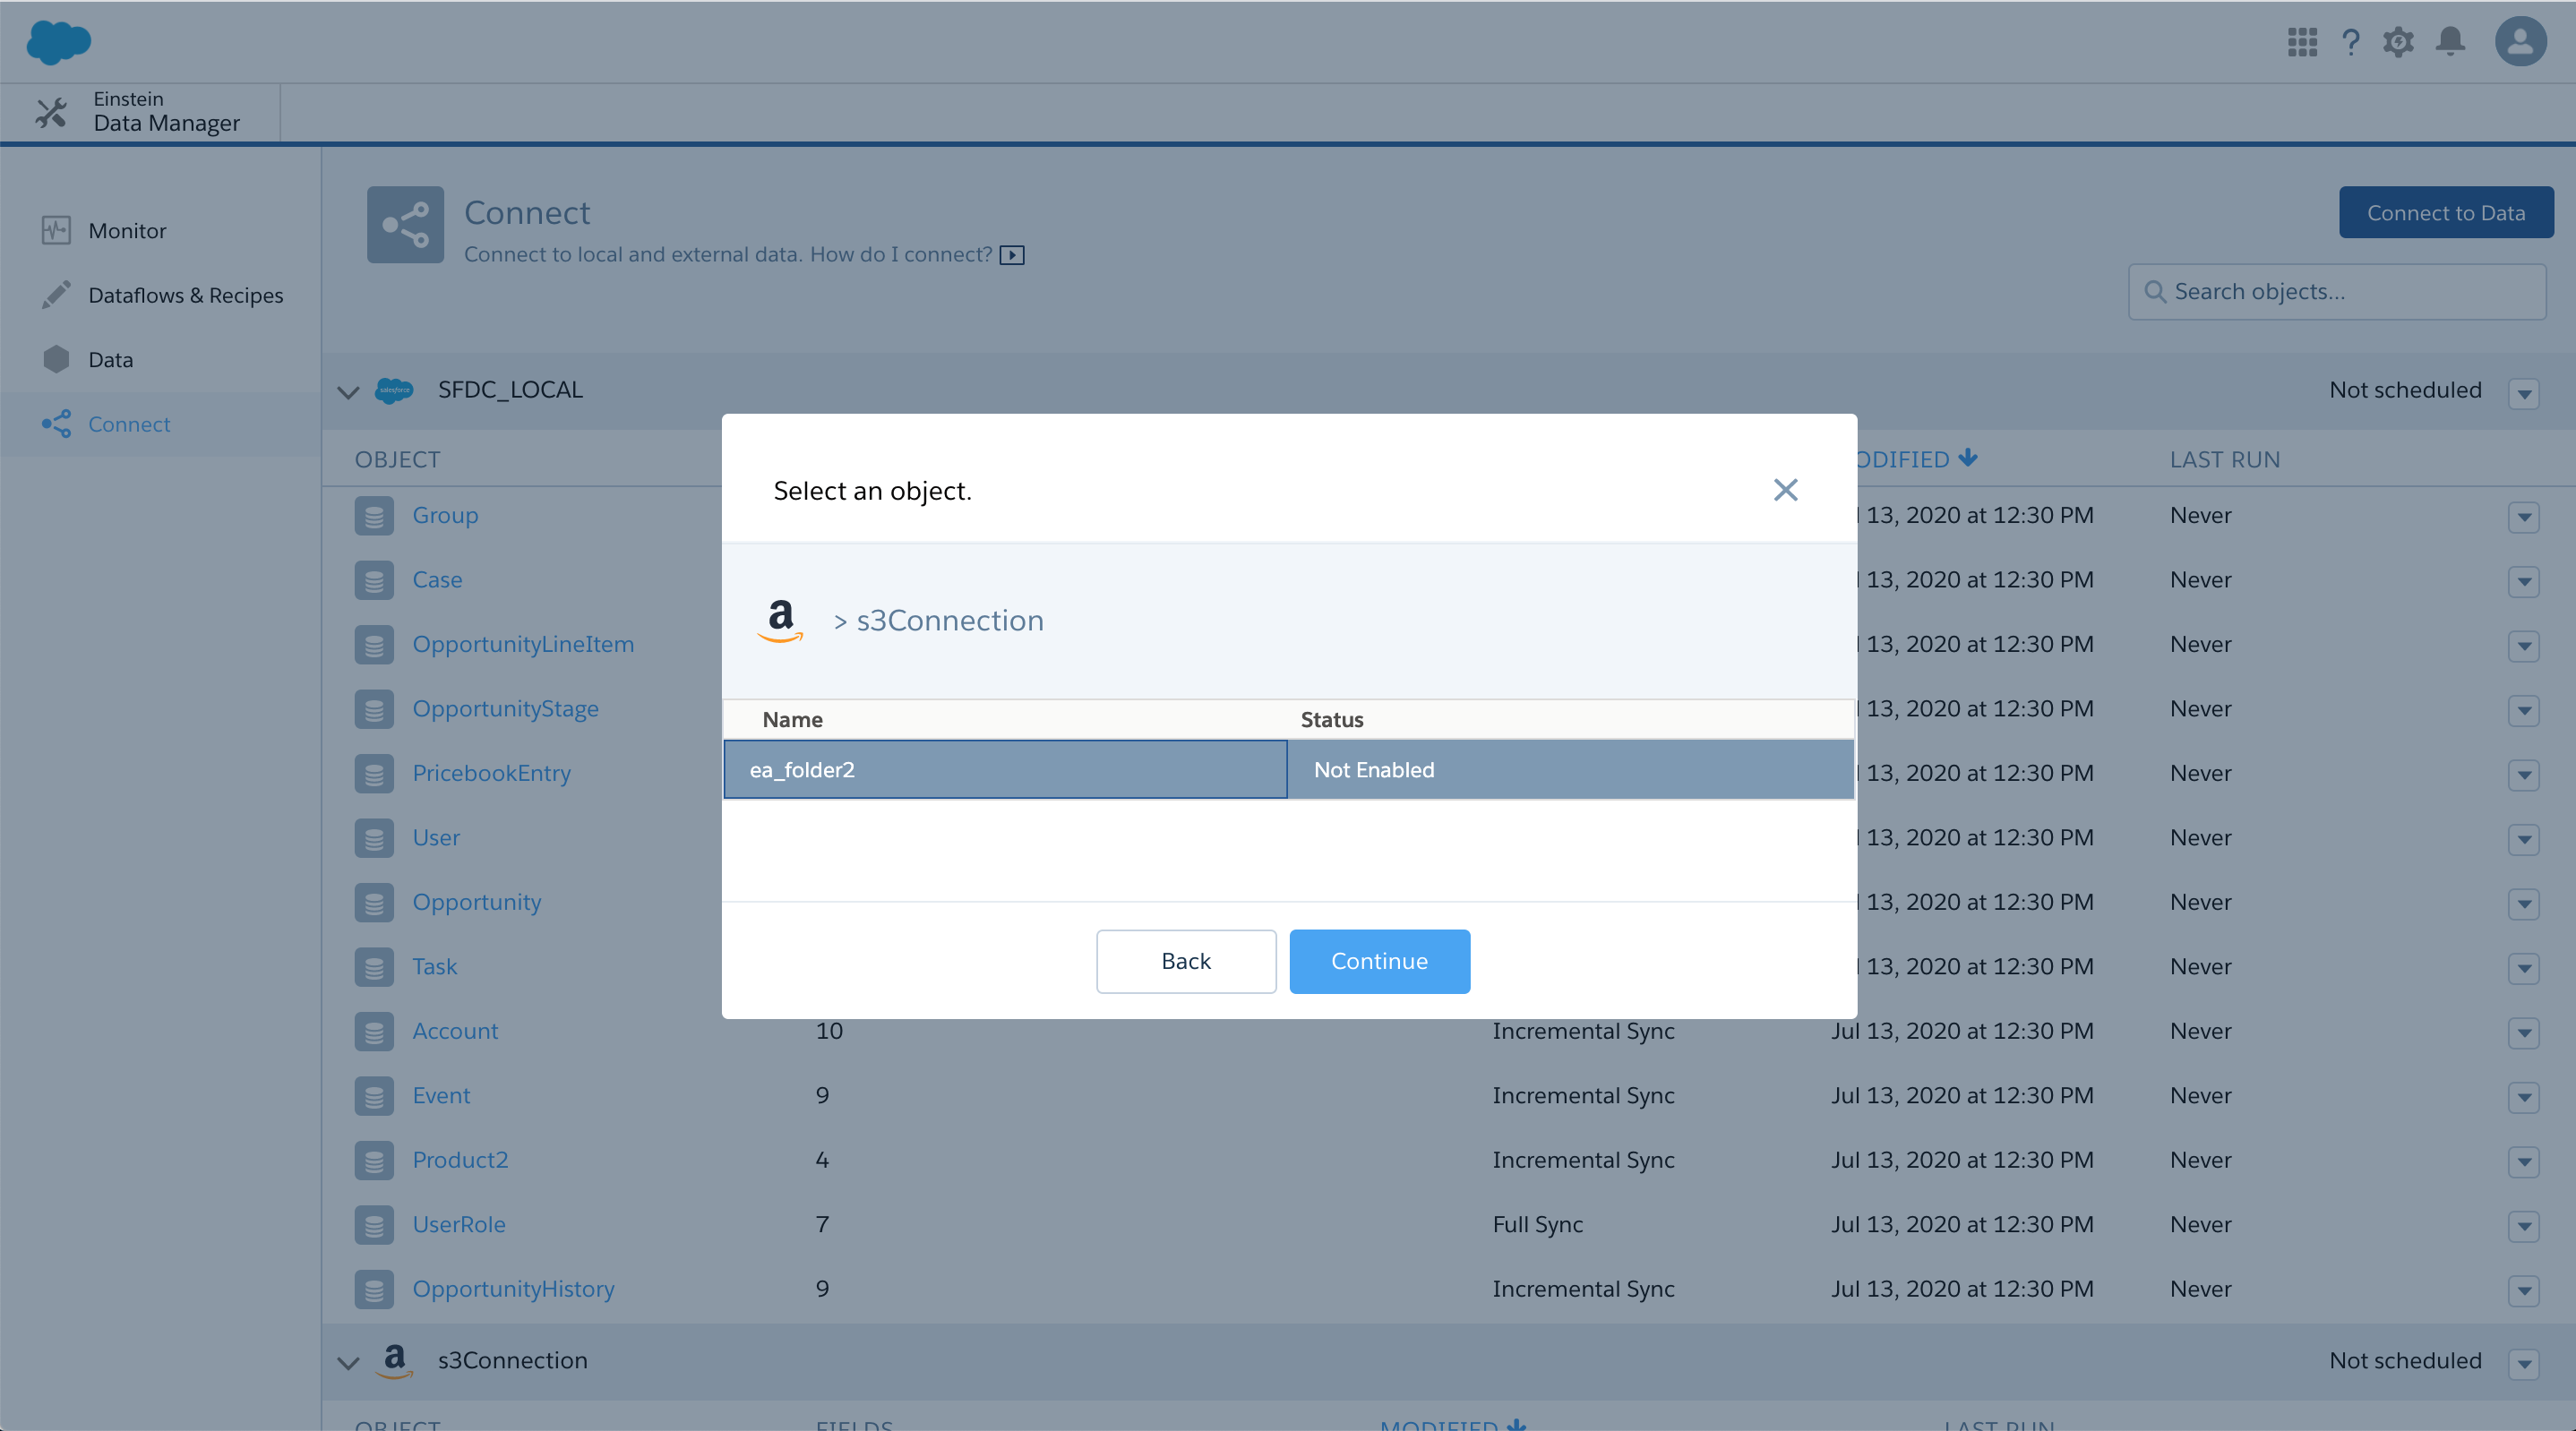 Einstein
Data Manager
Monitor
Dataflows & Recipes
Data
Connect
Connect
Connect to local and external data. How do I connect?
Connect to Data
Search objects...
salesforce
SFDC_LOCAL
Not scheduled
OBJECT
LAST RUN
Group
13, 2020 at 12:30 PM
Never
Case
13, 2020 at 12:30 PM
Never
OpportunityLineItem
13, 2020 at 12:30 PM
Never
OpportunityStage
13, 2020 at 12:30 PM
Never
PricebookEntry
13, 2020 at 12:30 PM
Never
User
13, 2020 at 12:30 PM
Never
Opportunity
13, 2020 at 12:30 PM
Never
Task
13, 2020 at 12:30 PM
Never
Account
10
Incremental Sync
Jul 13, 2020 at 12:30 PM
Never
Event
9
Incremental Sync
Jul 13, 2020 at 12:30 PM
Never
Product2
4
Incremental Sync
Jul 13, 2020 at 12:30 PM
Never
UserRole
7
Full Sync
Jul 13, 2020 at 12:30 PM
Never
OpportunityHistory
9
Incremental Sync
Jul 13, 2020 at 12:30 PM
Never
a
s3Connection
Not scheduled
OBJECT
FIELDS
MODIFIED
LAST RUN
Select an object.
a > s3Connection
Name
Status
ea_folder2
Not Enabled
Back
Continue